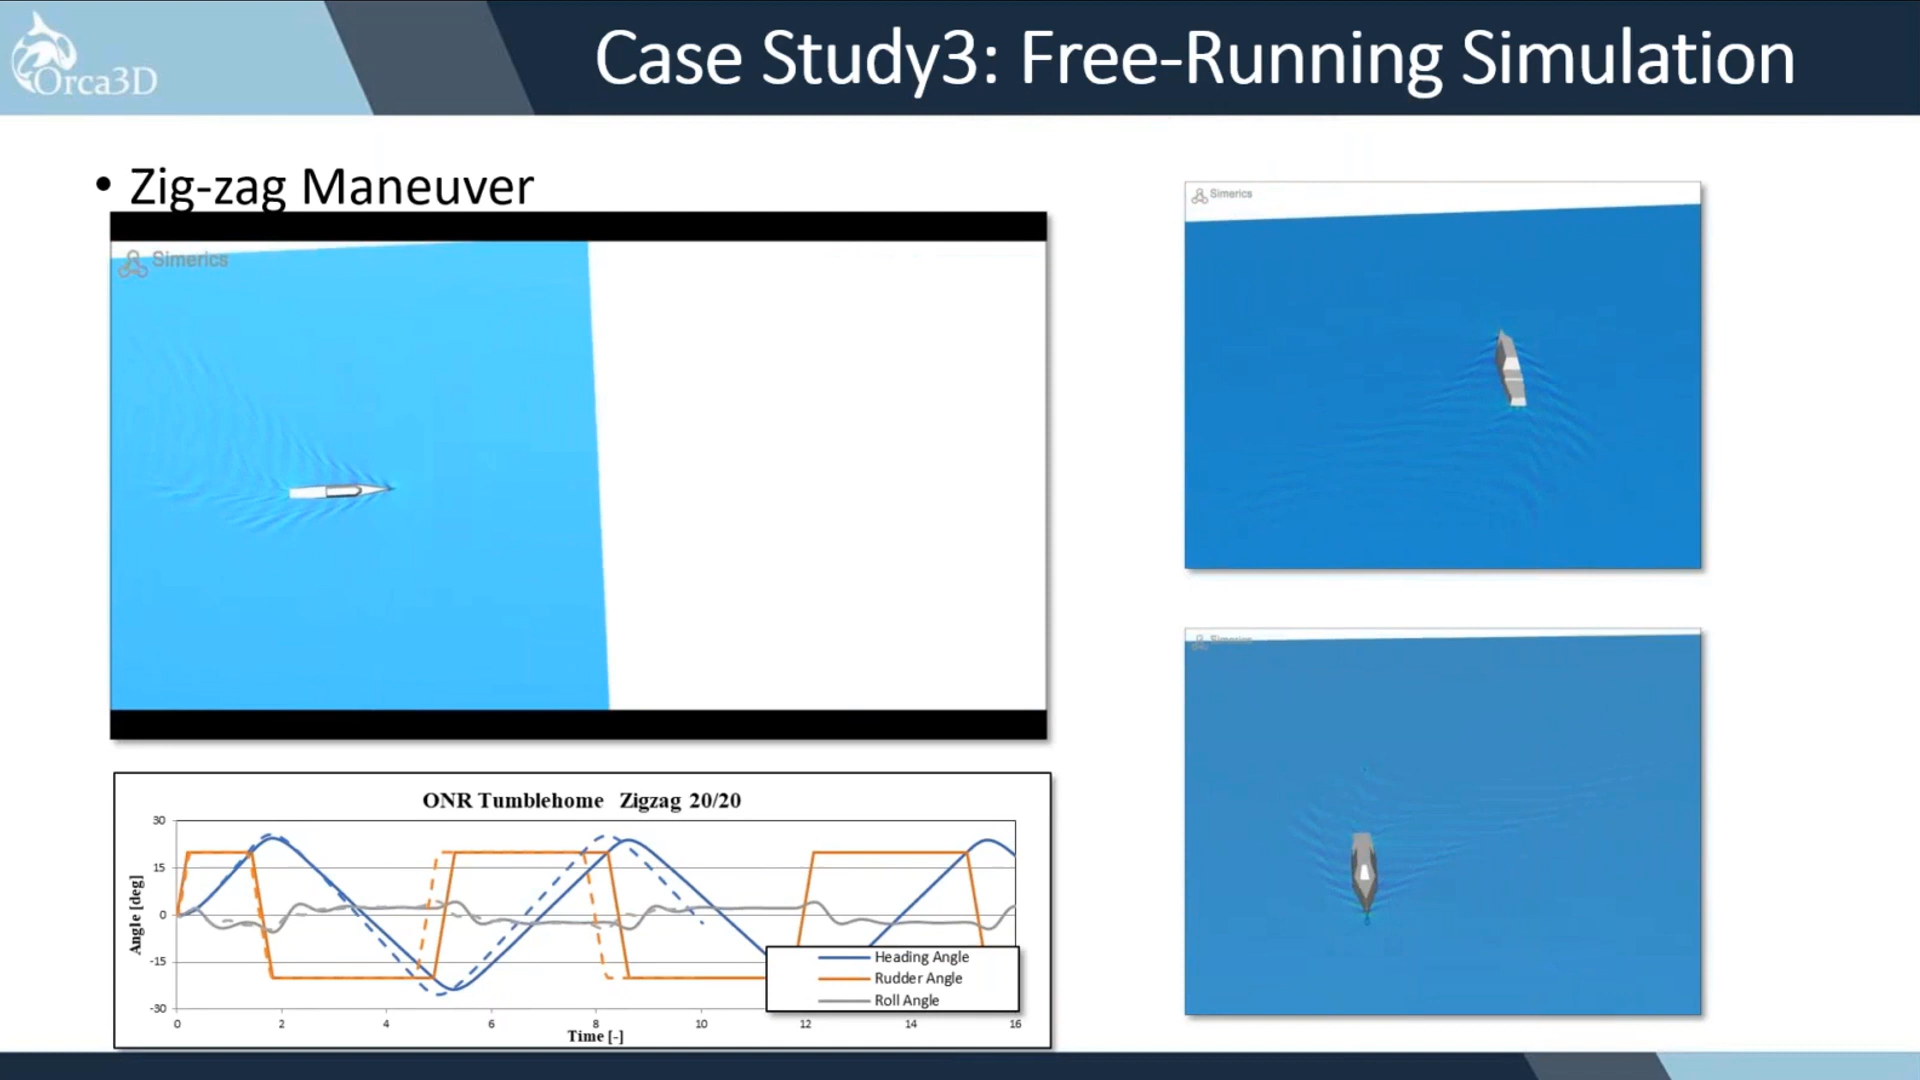 Orca3D
Case Study3: Free-Running Simulation
• Zig-zag Maneuver
Simerics
Simerics
Simerics
ONR Tumblehome Zigzag 20/20
30
15
0
-15
-30
Angle [deg]
0 2 4 6 8 10 12 14 16
Time [-]
Heading Angle
Rudder Angle
Roll Angle